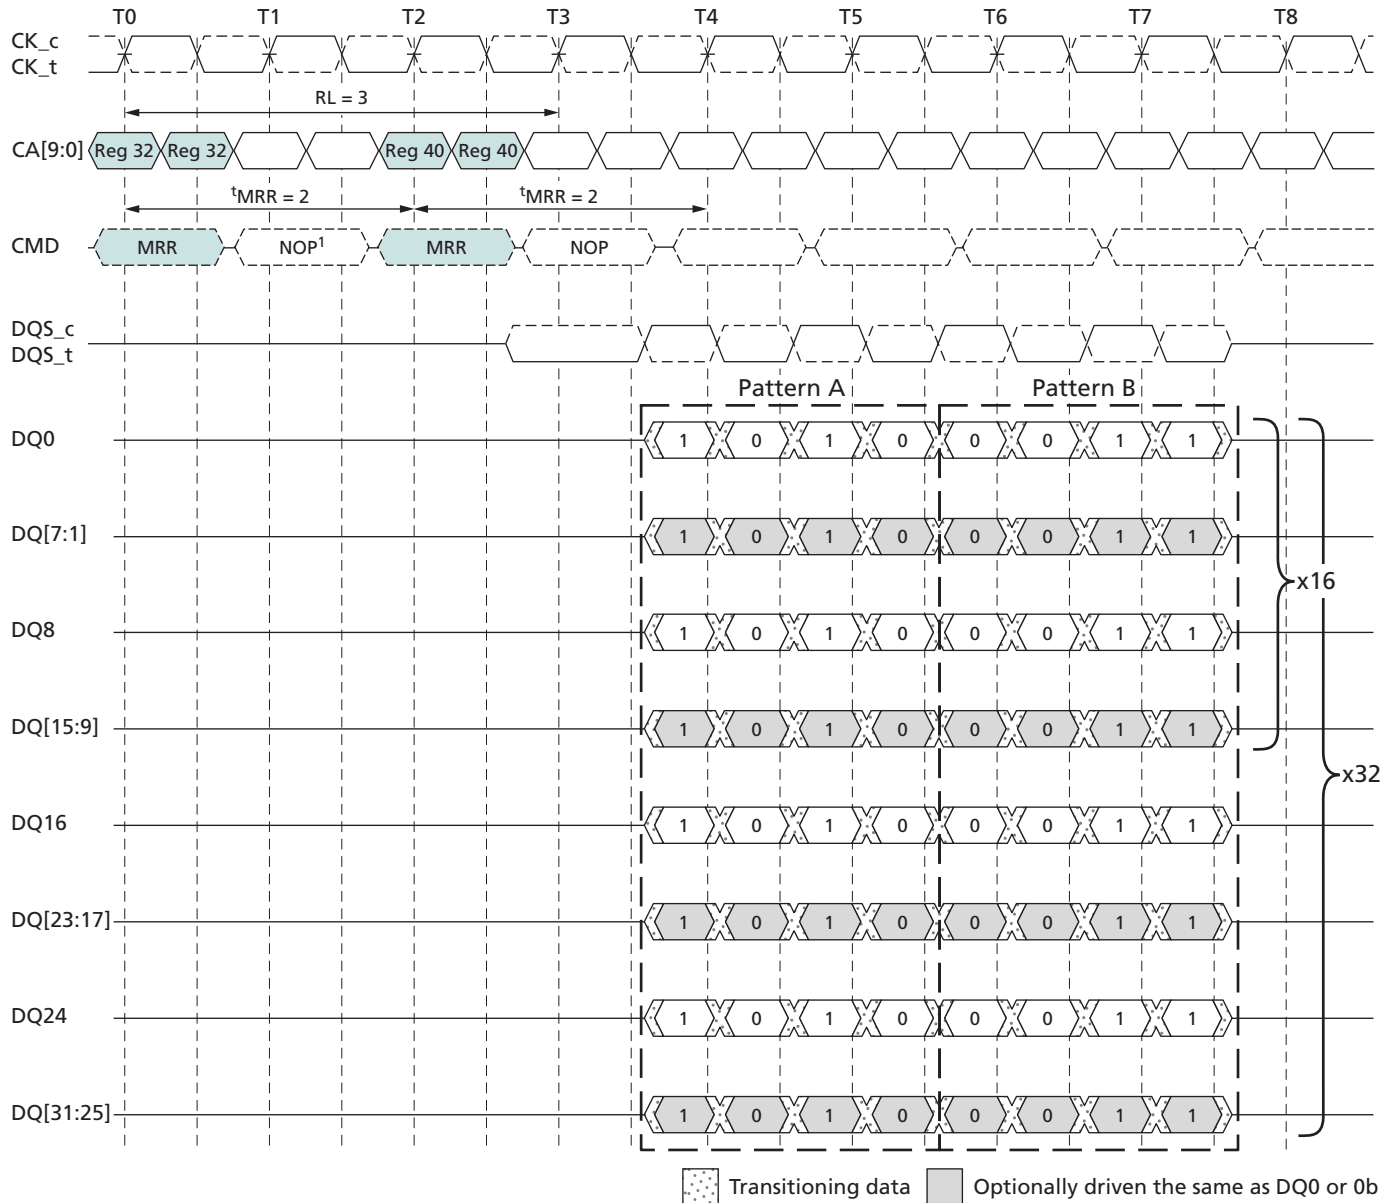 T0 T1 T2 T3 T4 T5 T6 T7 T8
CK_c
CK_t
RL = 3
CA[9:0] Reg 32 Reg 32 Reg 40 Reg 40
tMRR = 2 tMRR = 2
CMD MRR NOP1 MRR NOP
DQS_c
DQS_t
Pattern A Pattern B
DQ0 1 0 1 0 0 0 1 1
DQ[7:1] 1 0 1 0 0 0 1 1
x16
DQ8 1 0 1 0 0 0 1 1
DQ[15:9] 1 0 1 0 0 0 1 1
x32
DQ16 1 0 1 0 0 0 1 1
DQ[23:17] 1 0 1 0 0 0 1 1
DQ24 1 0 1 0 0 0 1 1
DQ[31:25] 1 0 1 0 0 0 1 1
Transitioning data Optionally driven the same as DQ0 or 0b